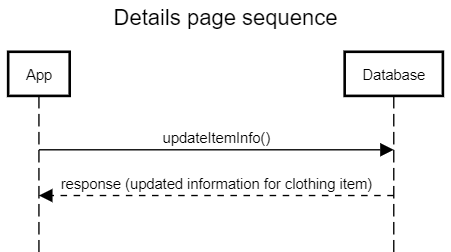 Details page sequence
App
Database
updateItemInfo()
response (updated information for clothing item)